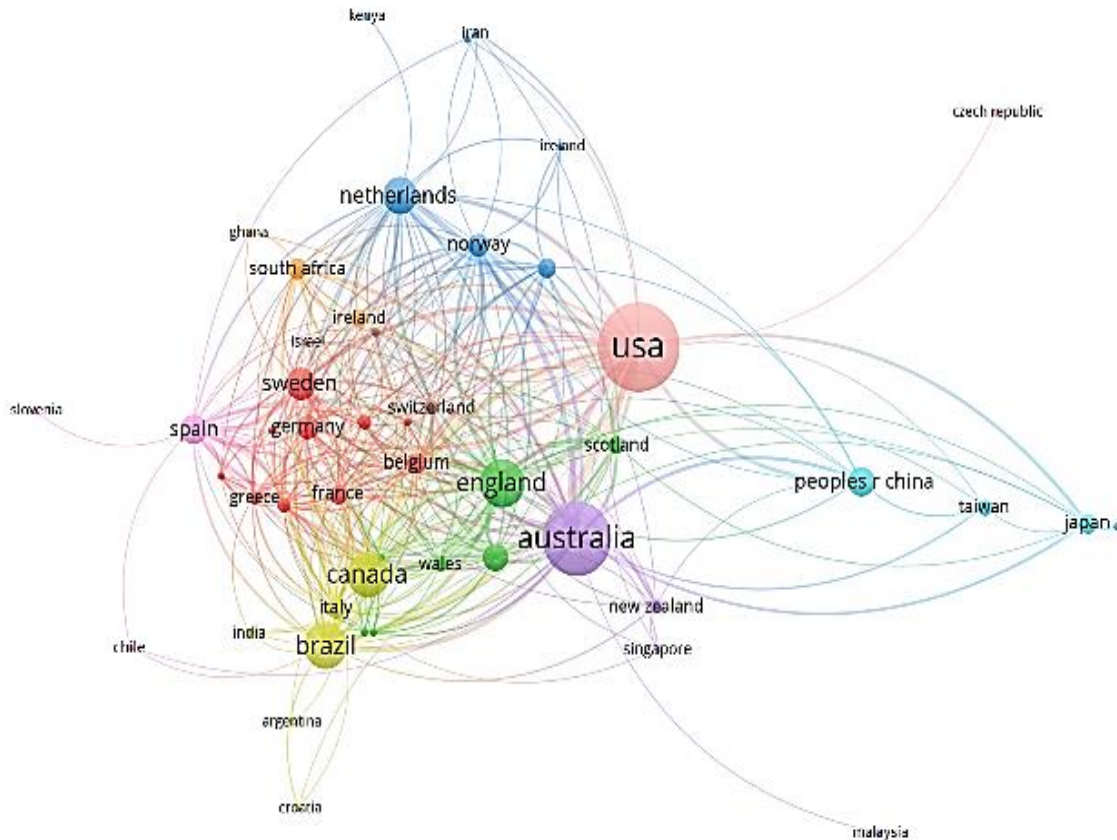 kenya
iran
czech republic
iceland
netherlands
ghana
norway
south africa
ireland
israel
usa
sweden
slovenia
switzerland
spain
germany
scotland
belgium
england
peoples r china
greece
france
taiwan
japan
australia
wales
canada
italy
new zealand
india
brazil
chile
singapore
argentina
croatia
malaysia